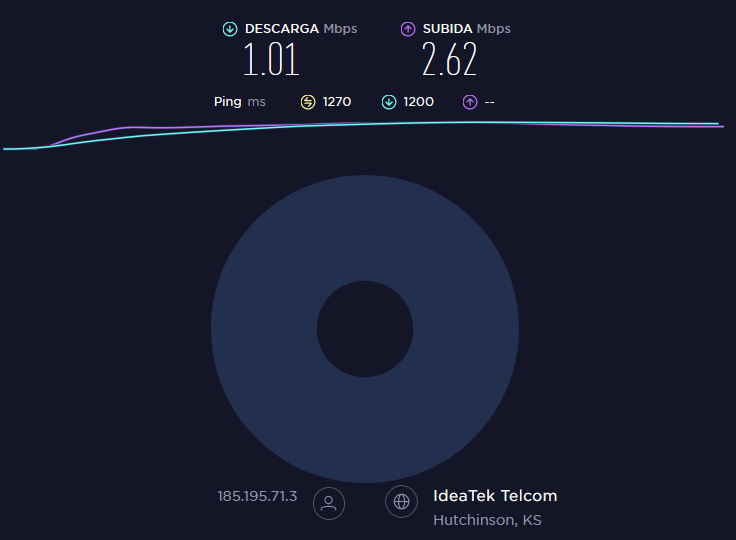 DESCARGA Mbps
SUBIDA Mbps
1.01
2.62
Ping ms 1270 1200 --
185.195.71.3
IdeaTek Telcom
Hutchinson, KS